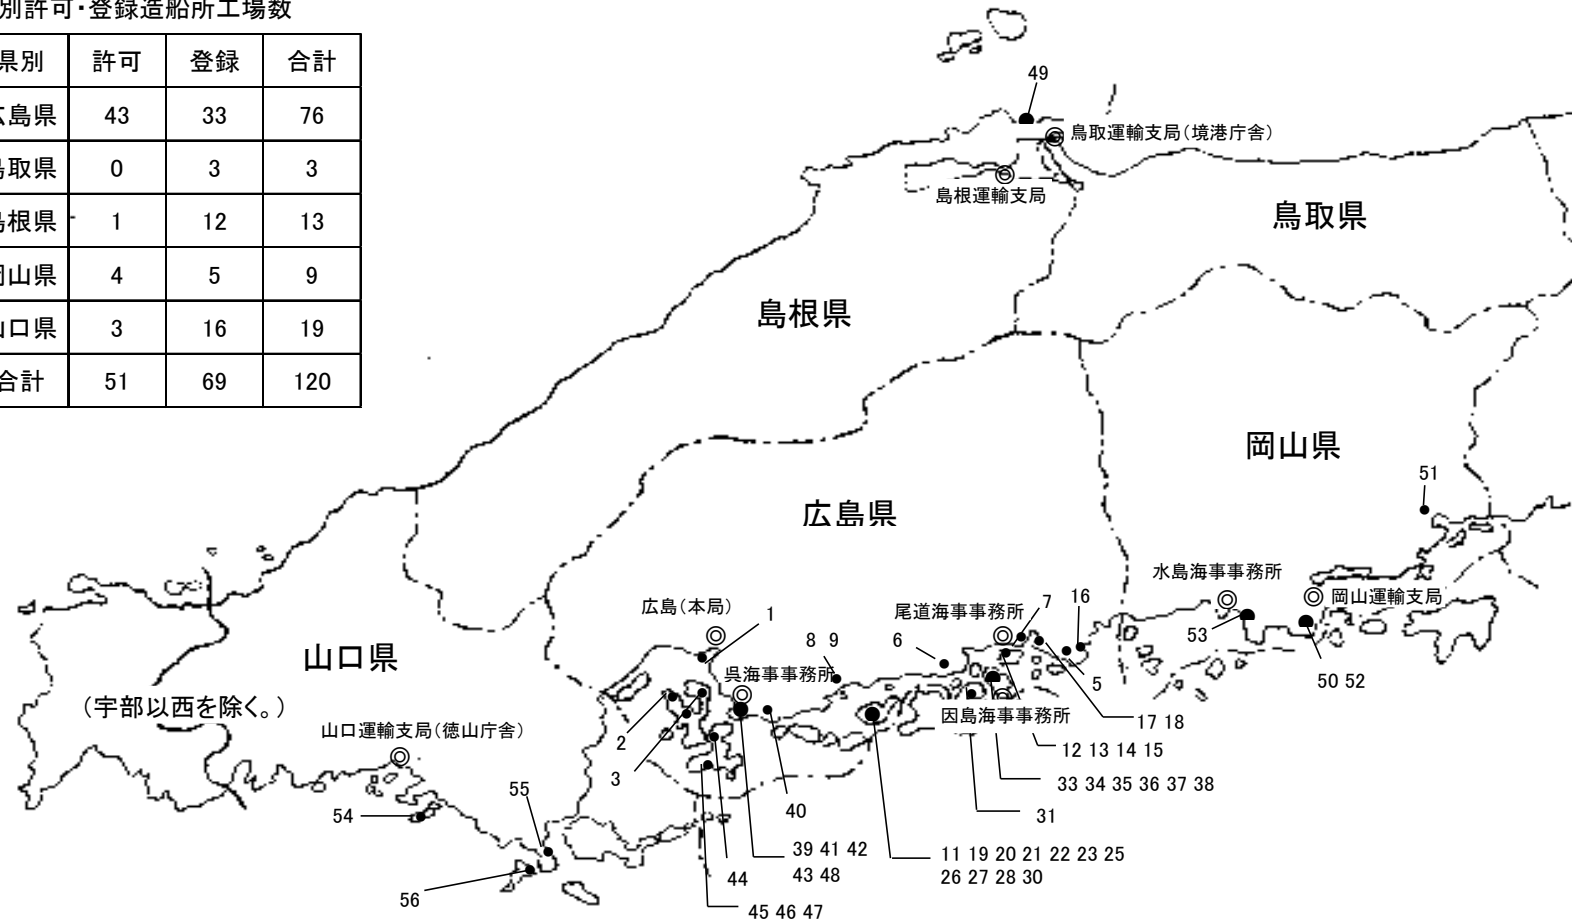 別許可・登録造船所工場数
県別 許可 登録 合計
広島県 43 33 76
鳥取県 0 3 3
島根県 1 12 13
岡山県 4 5 9
山口県 3 16 19
合計 51 69 120
49
鳥取運輸支局(境港庁舎)
島根運輸支局
鳥取県
島根県
岡山県
51
広島県
水島海事事務所
岡山運輸支局
53
50 52
広島(本局)
1
尾道海事事務所
7
16
8 9
6
呉海事事務所
5
因島海事事務所
17 18
12 13 14 15
33 34 35 36 37 38
31
山口県
(宇部以西を除く。)
山口運輸支局(徳山庁舎)
2
3
40
55
54
39 41 42
43 48
11 19 20 21 22 23 25
26 27 28 30
44
56
45 46 47